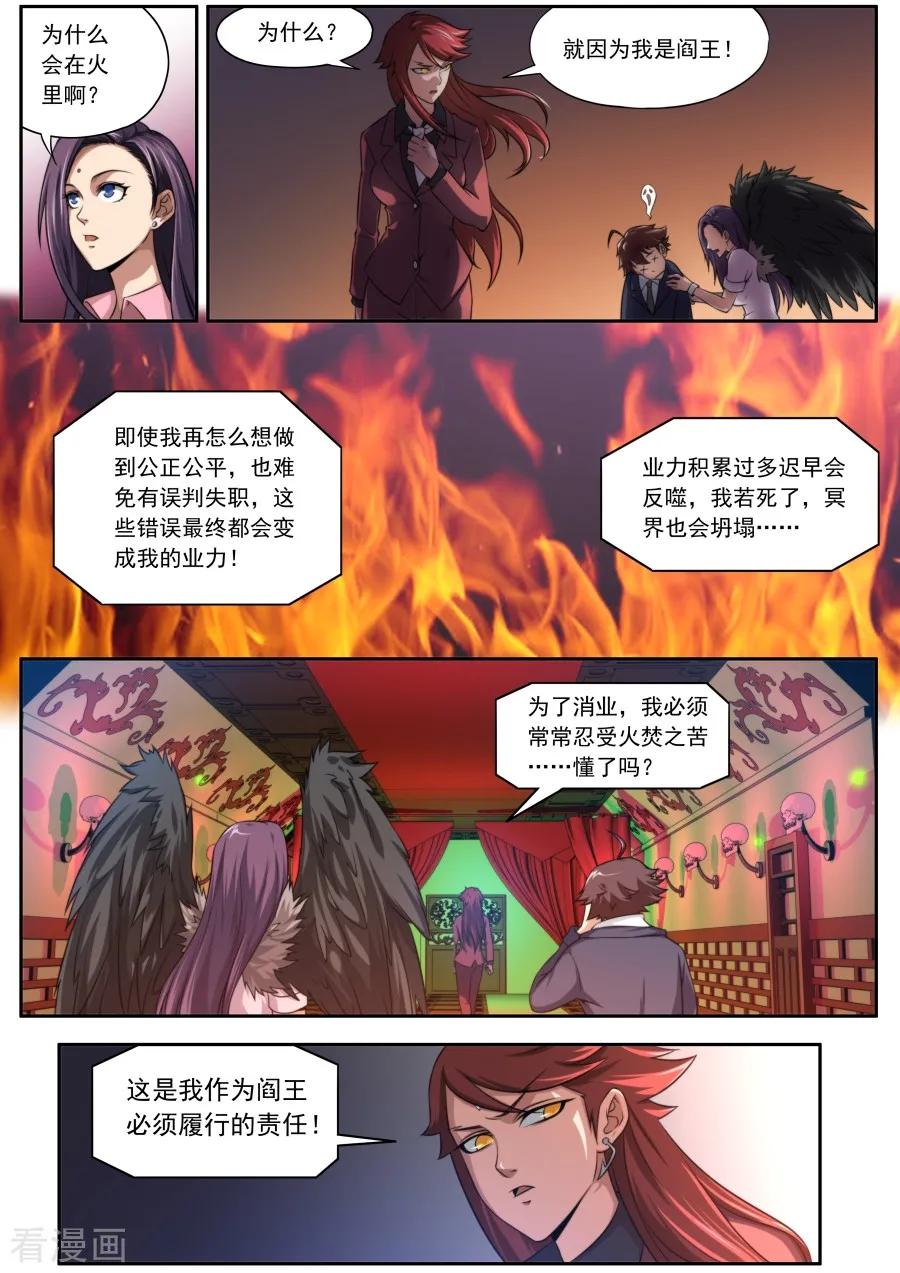 为什么
会在火
里啊？
为什么？
就因为我是阎王！
即使我再怎么想做
到公正公平，也难
免有误判失职，这
些错误最终都会变
成我的业力！
业力积累过多迟早会
反噬，我若死了，冥
界也会坍塌……
为了消业，我必须
常常忍受火焚之苦
……懂了吗？
这是我作为阎王
必须履行的责任！
看漫画